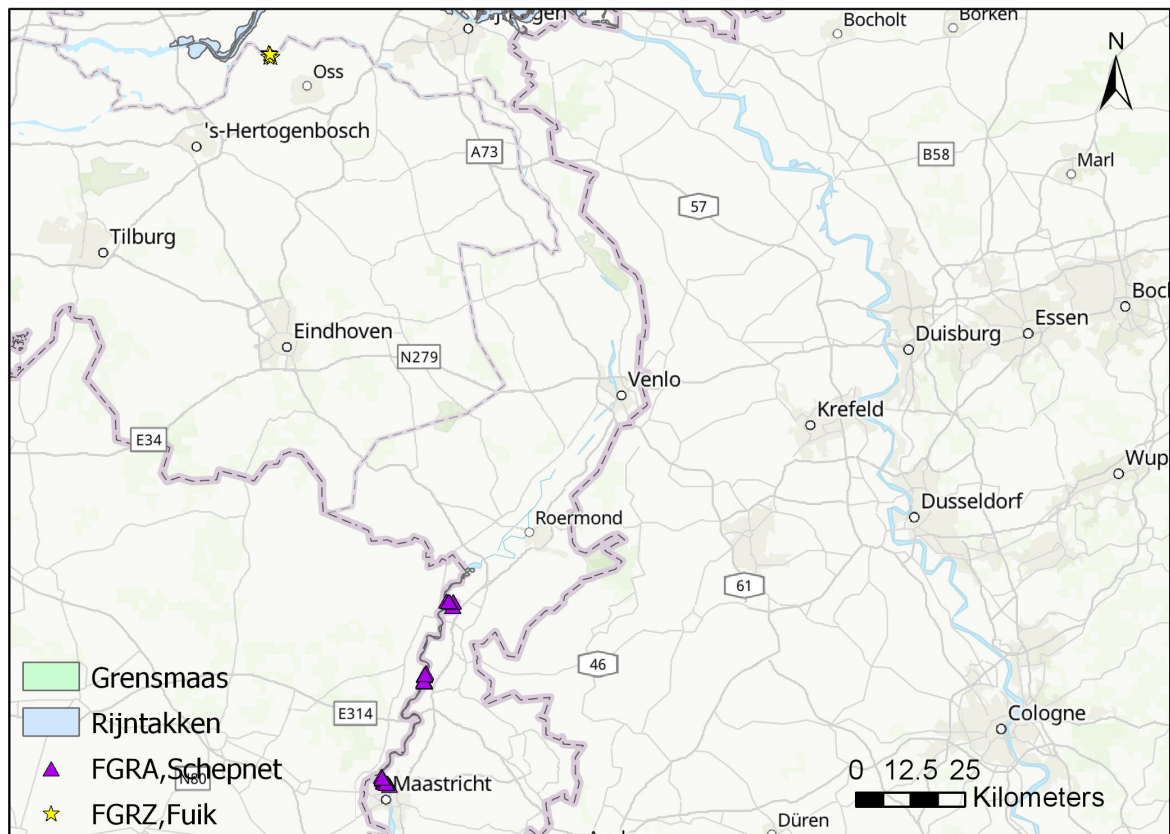 Bocholt
Borken
N
Oss
's-Hertogenbosch
A73
B58
Marl
57
Tilburg
Eindhoven
N279
Duisburg
Essen
Venlo
Krefeld
E34
Dusseldorf
Roermond
61
46
Grensmaas
Rijntakken
E314
Cologne
FGRA,Schepnet
N80
Maastricht
0 12.5 25
Kilometers
FGRZ,Fuik
Düren